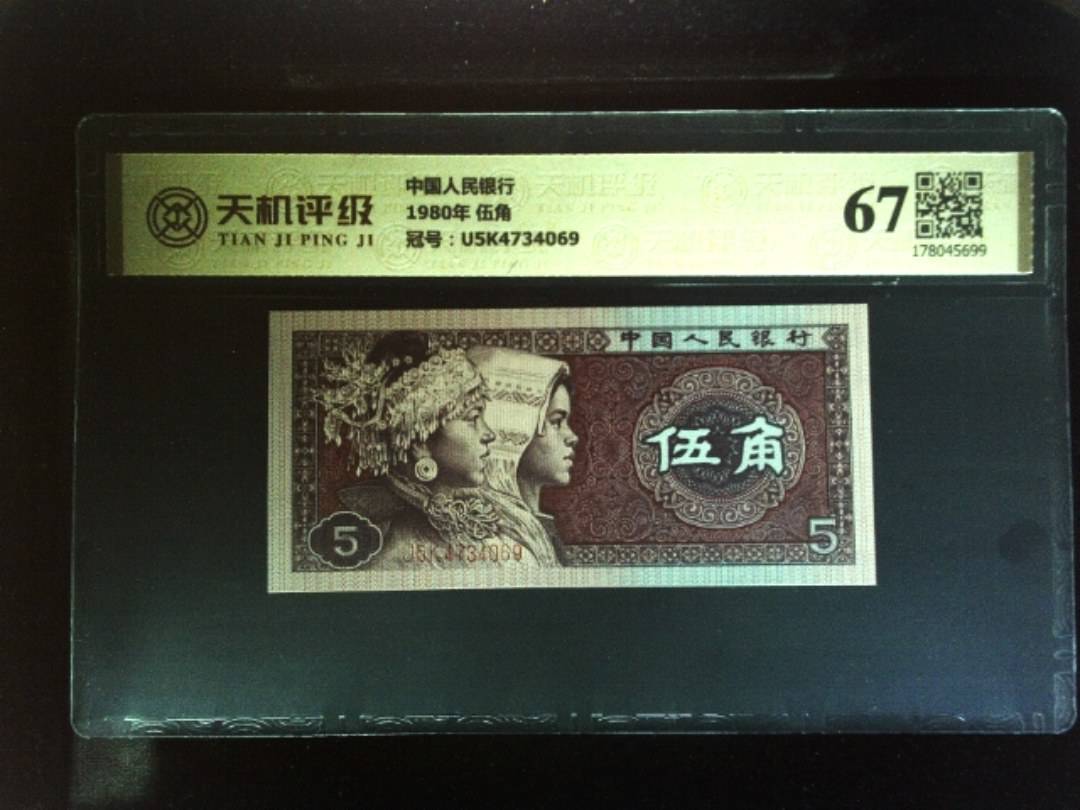 天机评级
TIAN JI PING JI
中国人民银行
1980年 伍角
冠号：U5K4734069
67
178045699
中国人民银行
伍角
5
J5K4734069
5